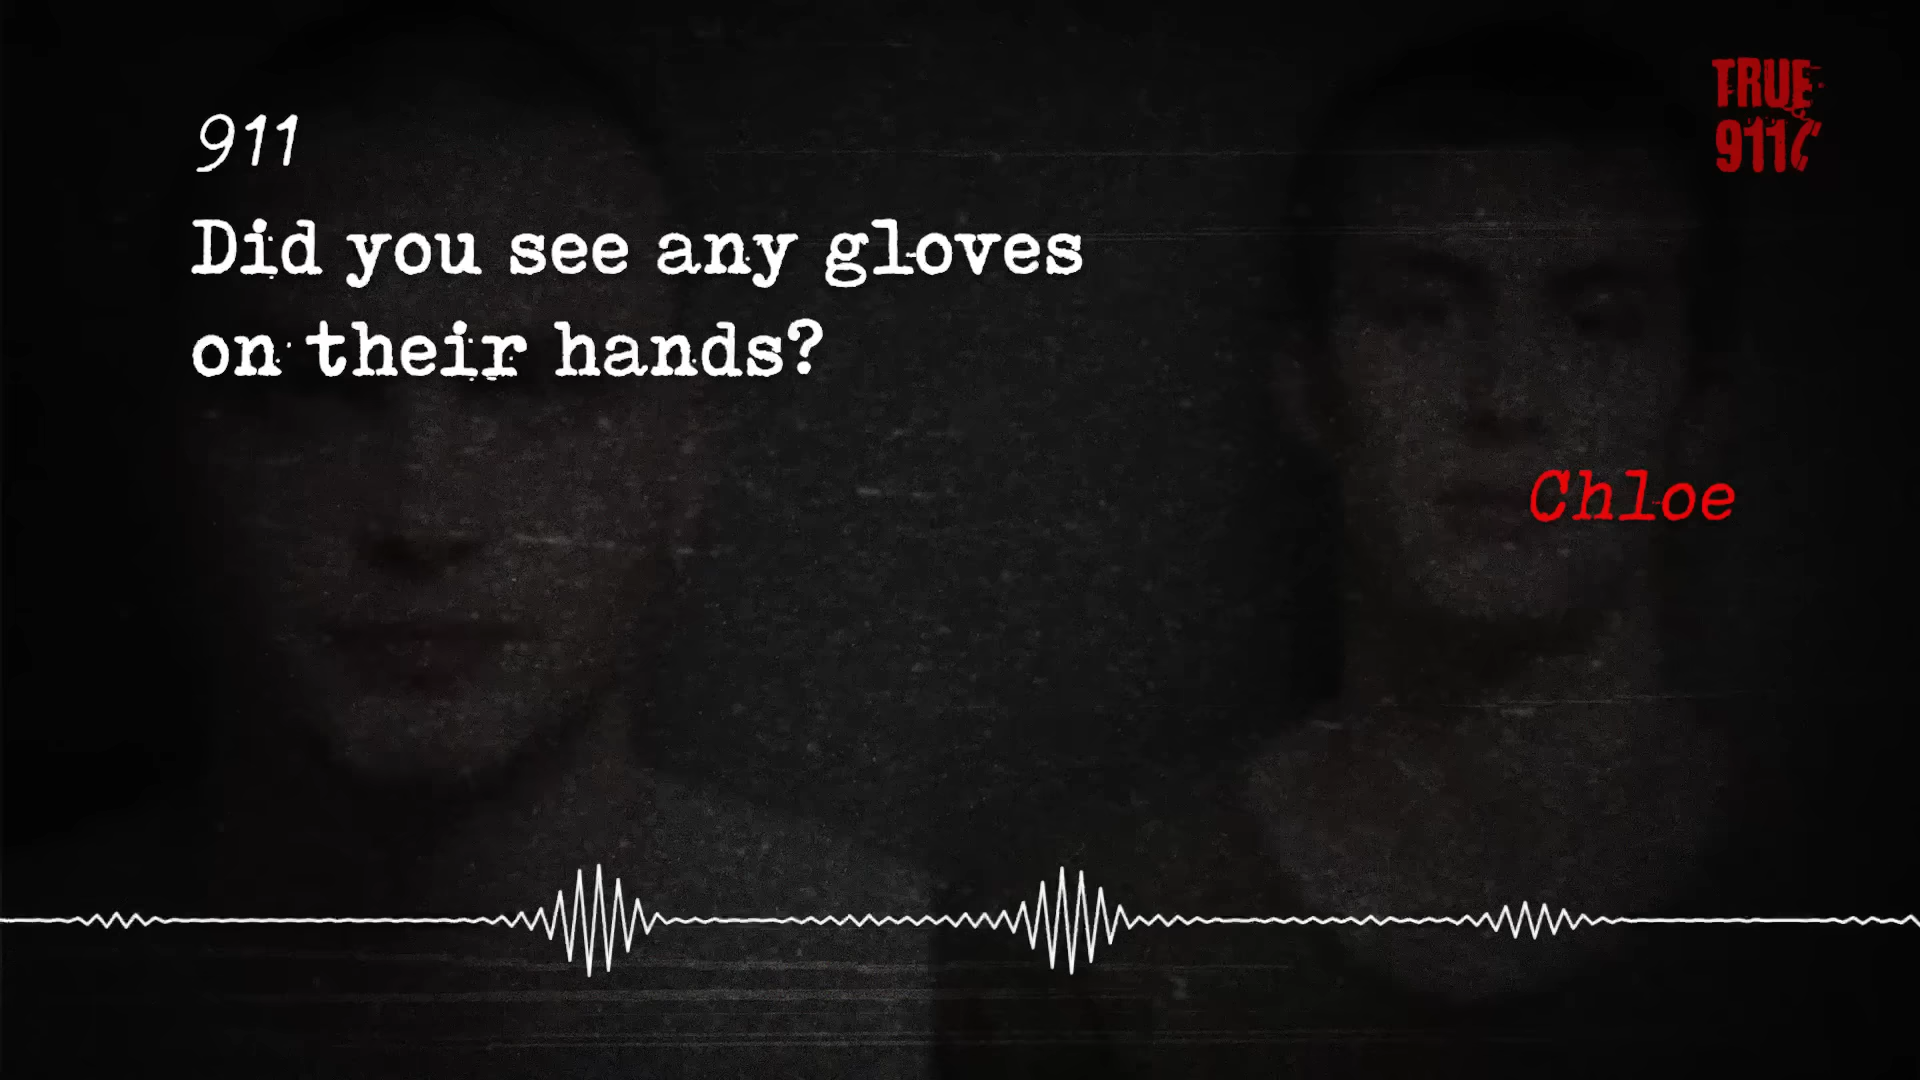 TRUE
911
911
Did you see any gloves
on their hands?
Chloe